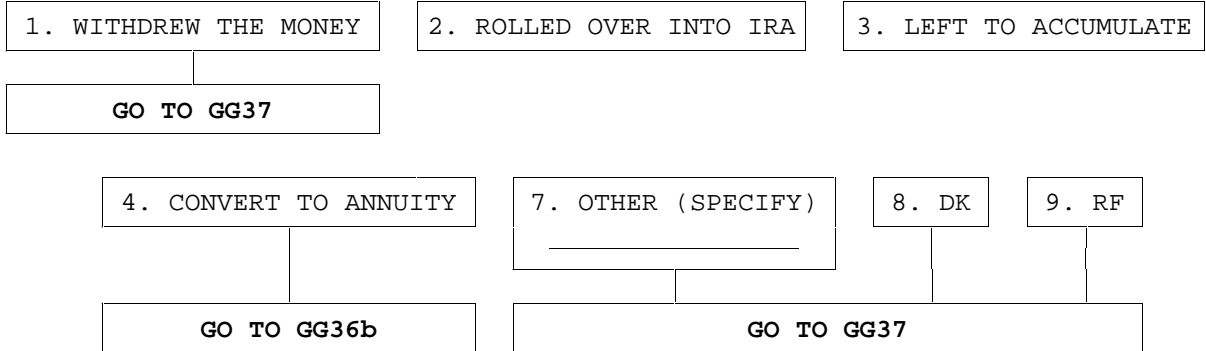 1. WITHDREW THE MONEY 2. ROLLED OVER INTO IRA 3. LEFT TO ACCUMULATE
GO TO GG37
4. CONVERT TO ANNUITY 7. OTHER (SPECIFY) 8. DK 9. RF
GO TO GG36b GO TO GG37